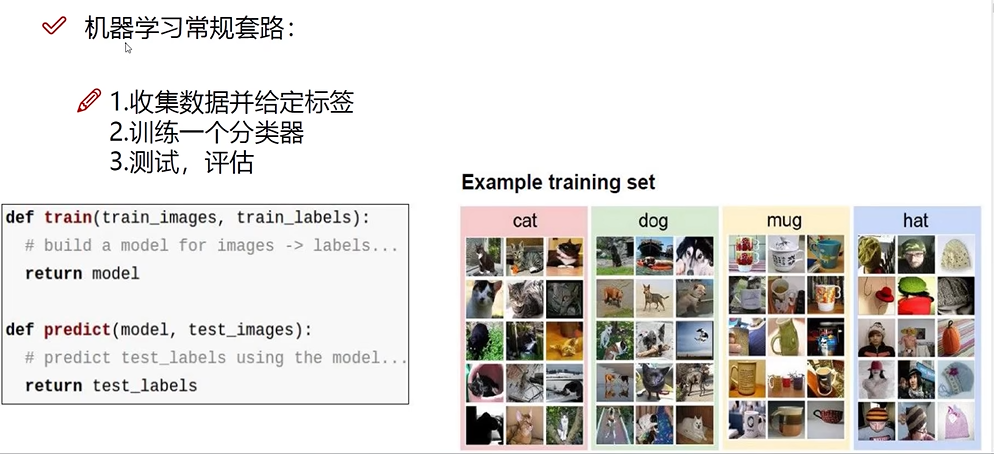 机器学习常规套路：
1.收集数据并给定标签
2.训练一个分类器
3.测试，评估
def train(train_images, train_labels):
# build a model for images -> labels...
return model
def predict(model, test_images):
# predict test_labels using the model...
return test_labels
Example training set
cat dog mug hat